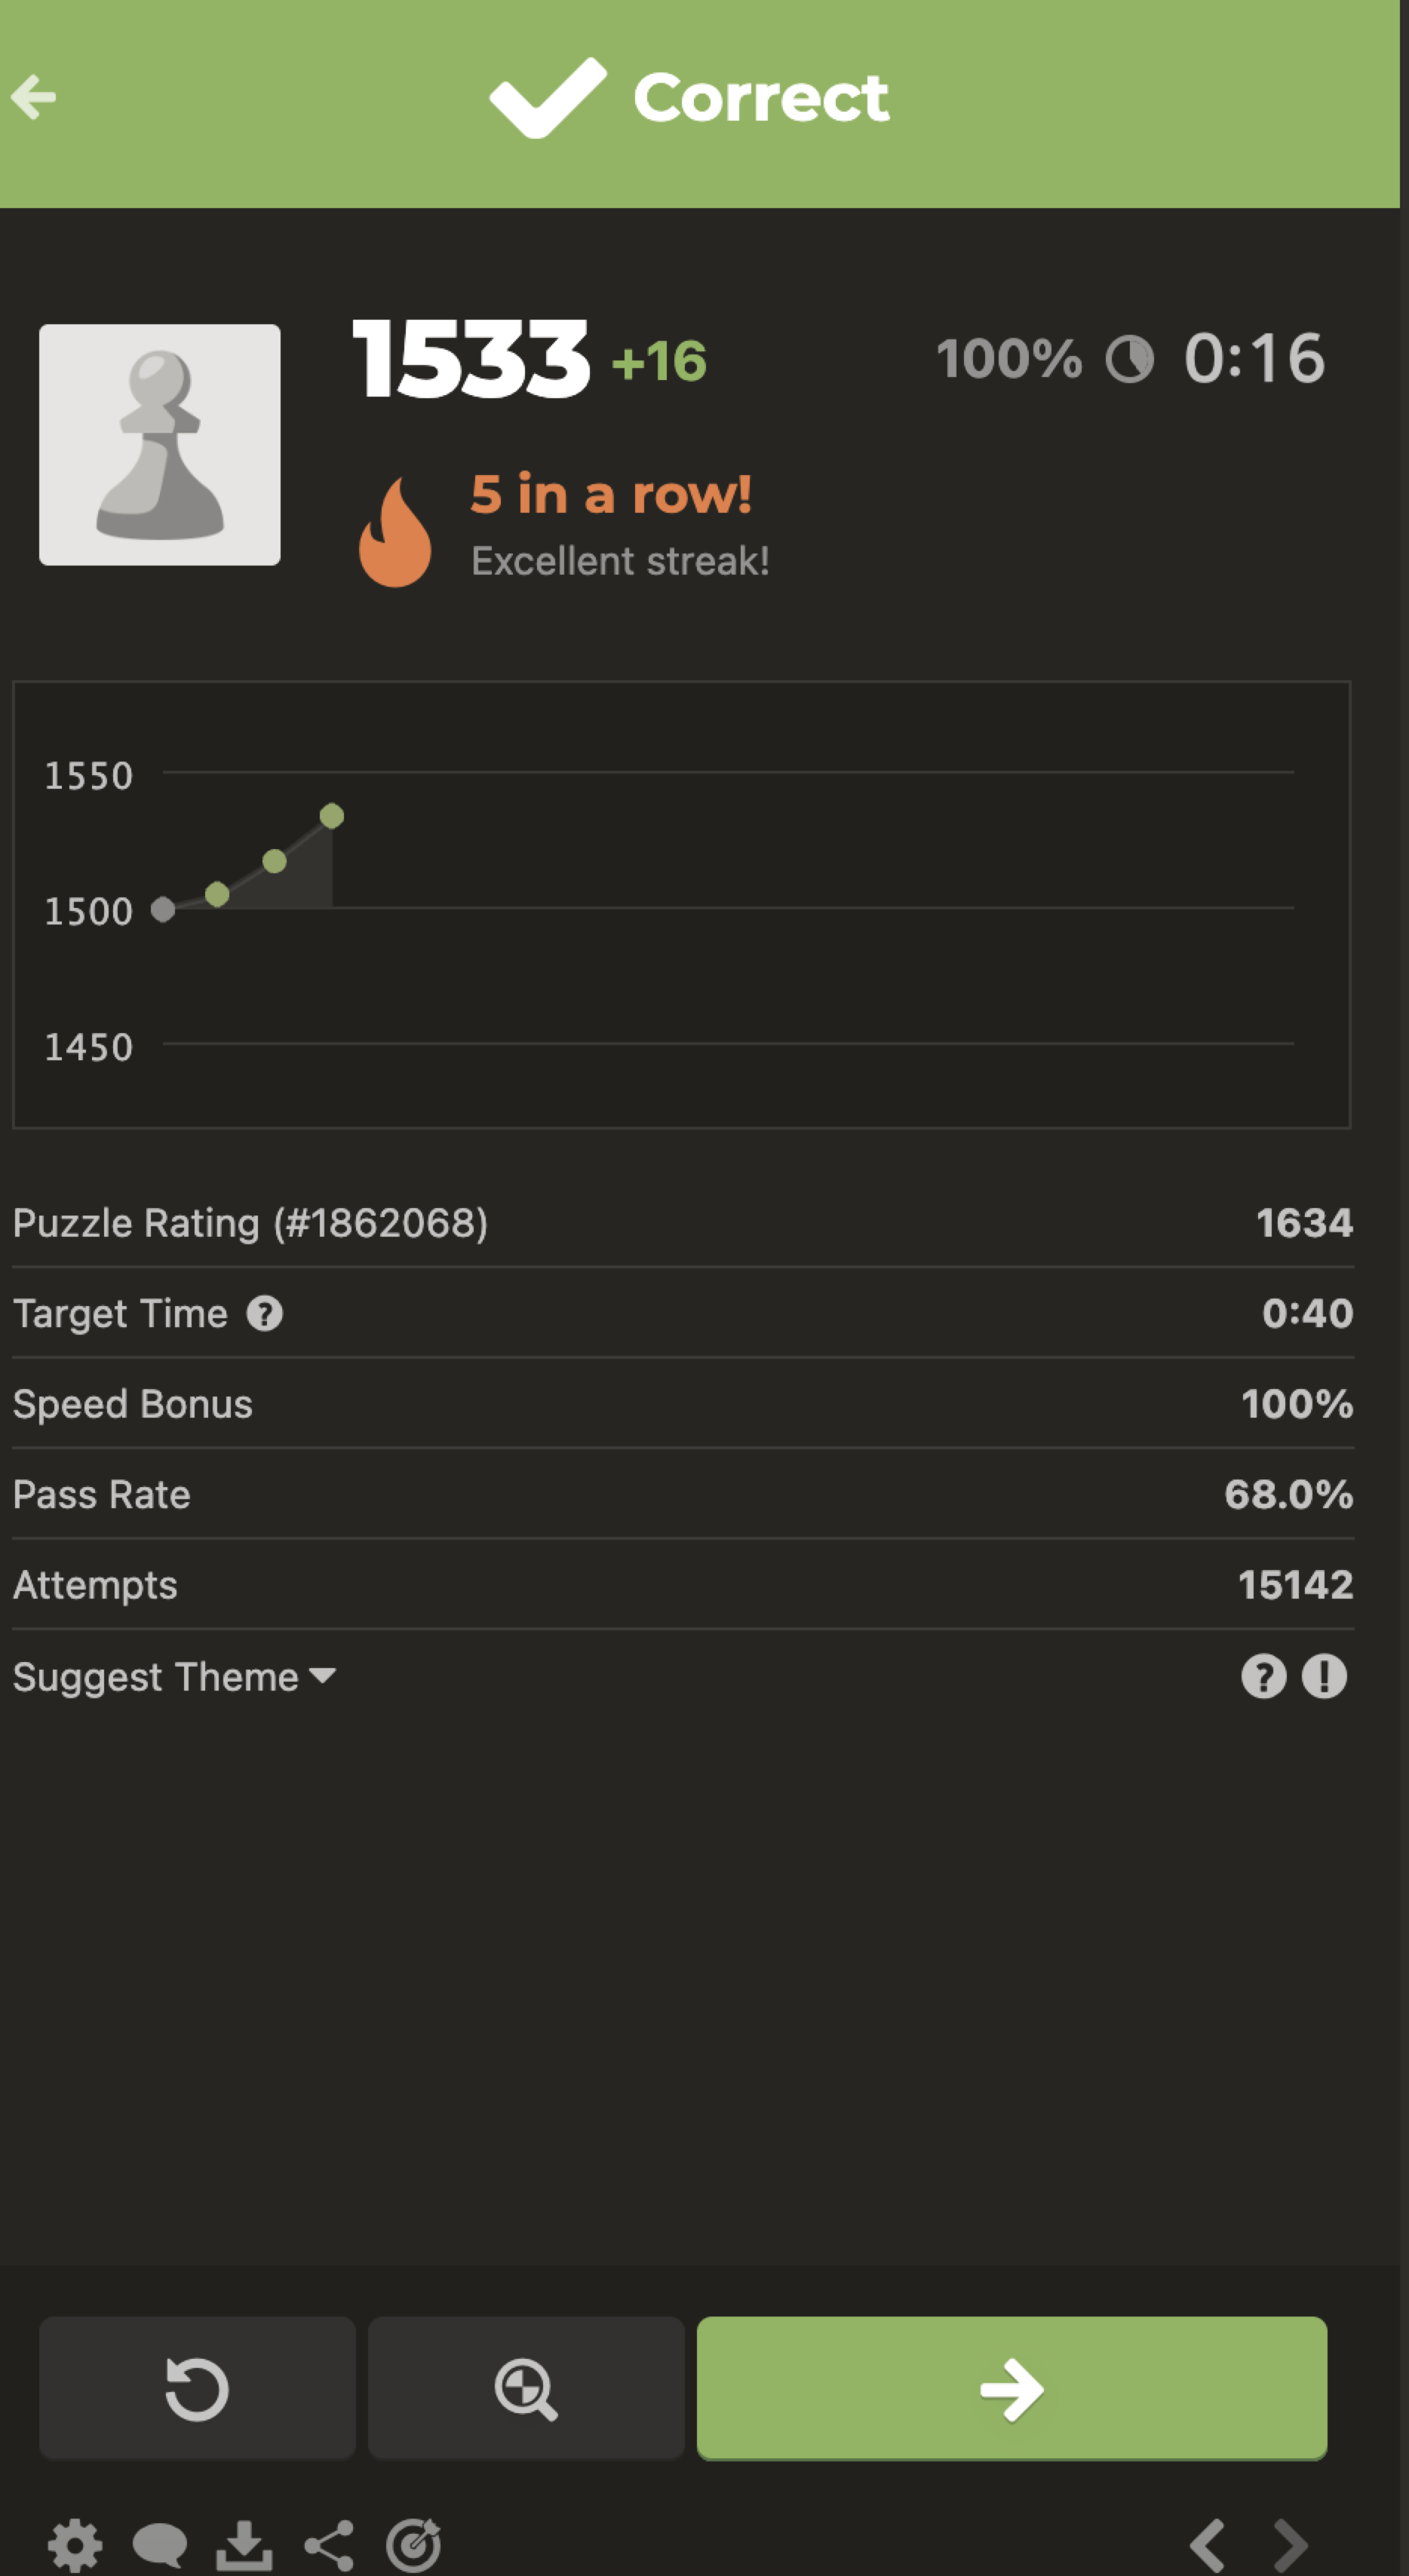 Correct
1533 +16 100% 0:16
5 in a row!
Excellent streak!
1550
1500
1450
Puzzle Rating (#1862068) 1634
Target Time ? 0:40
Speed Bonus 100%
Pass Rate 68.0%
Attempts 15142
Suggest Theme ? !